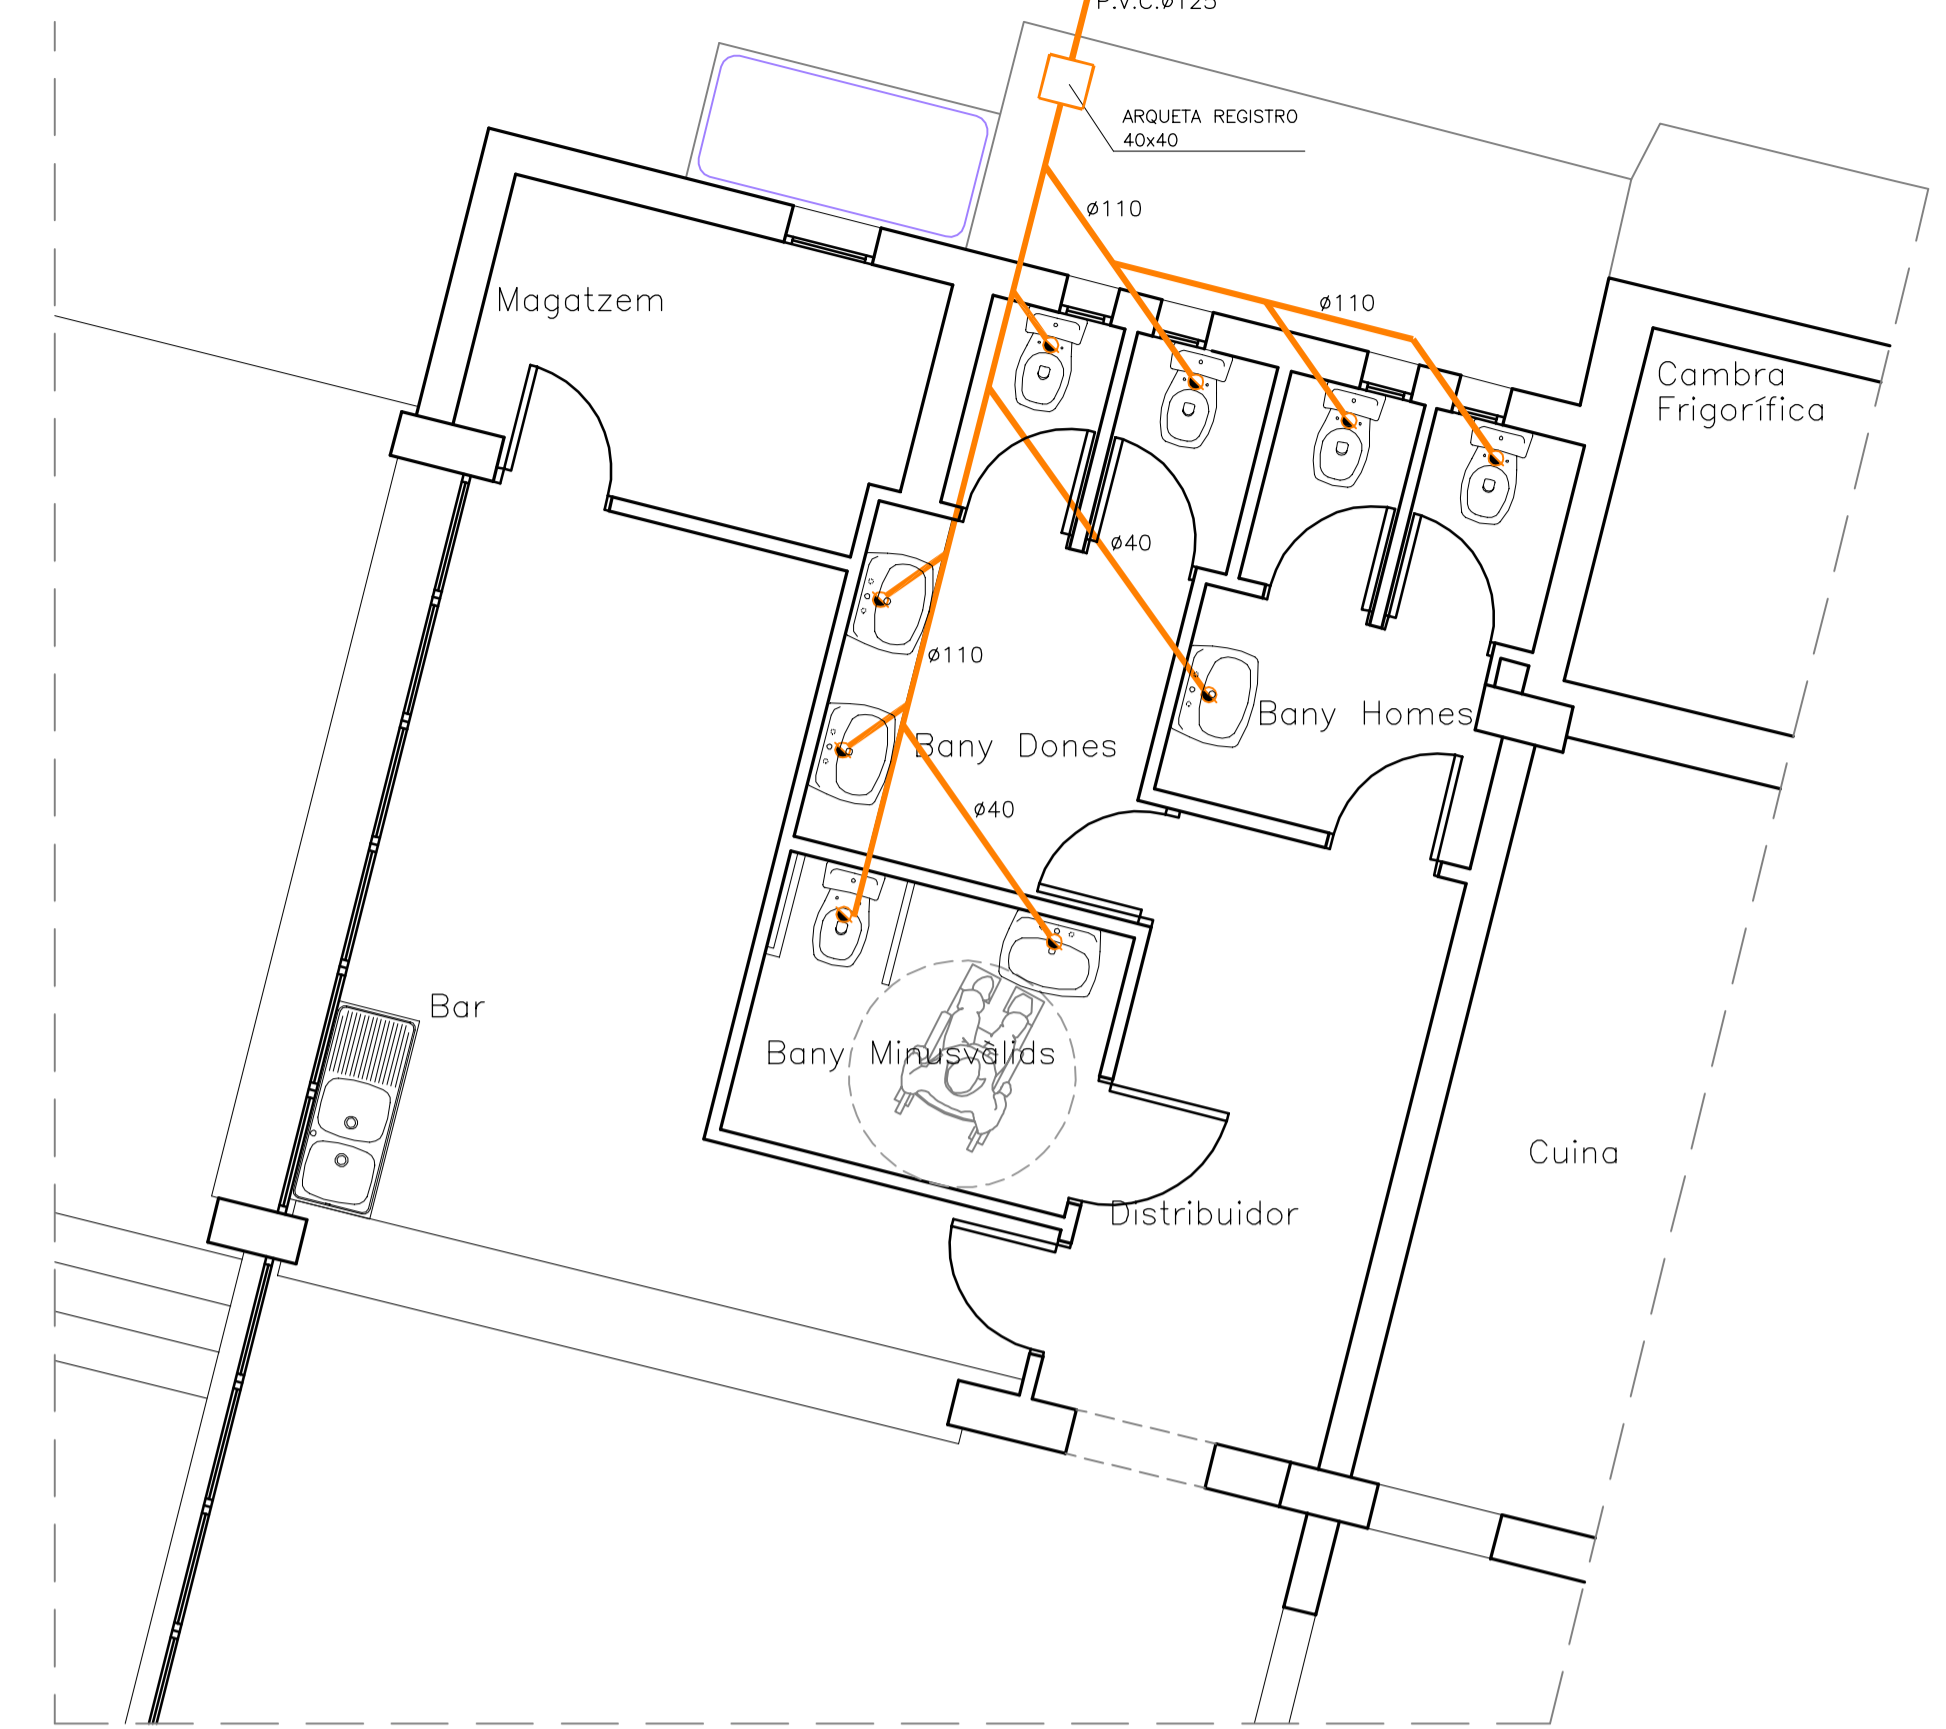 P.V.C.ø125
ARQUETA REGISTRO
40x40
ø110
Magatzem
ø110
Cambra
Frigorífica
ø40
ø110
Bany Homes
Bany Dones
ø40
Bar
Bany Minusvàlids
Cuina
Distribuidor